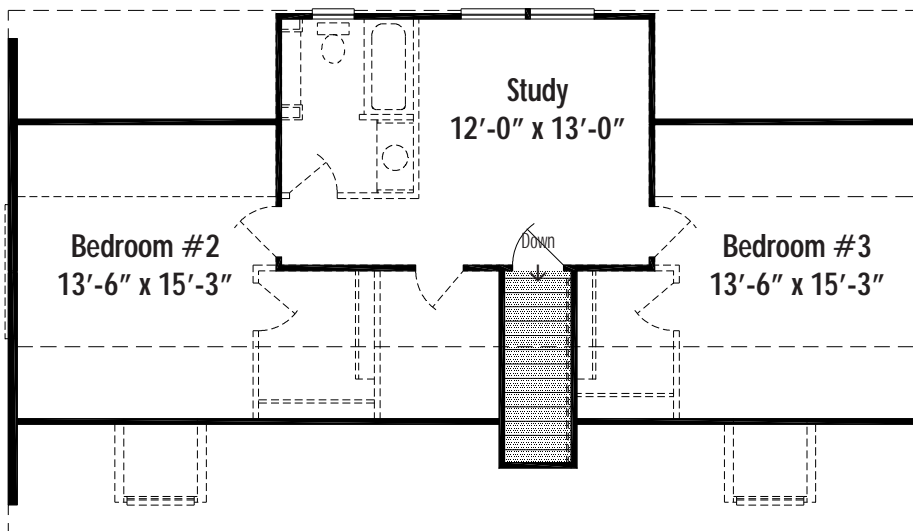 Study
12’-0” x 13’-0”
Down
Bedroom #2
13’-6” x 15’-3”
Bedroom #3
13’-6” x 15’-3”